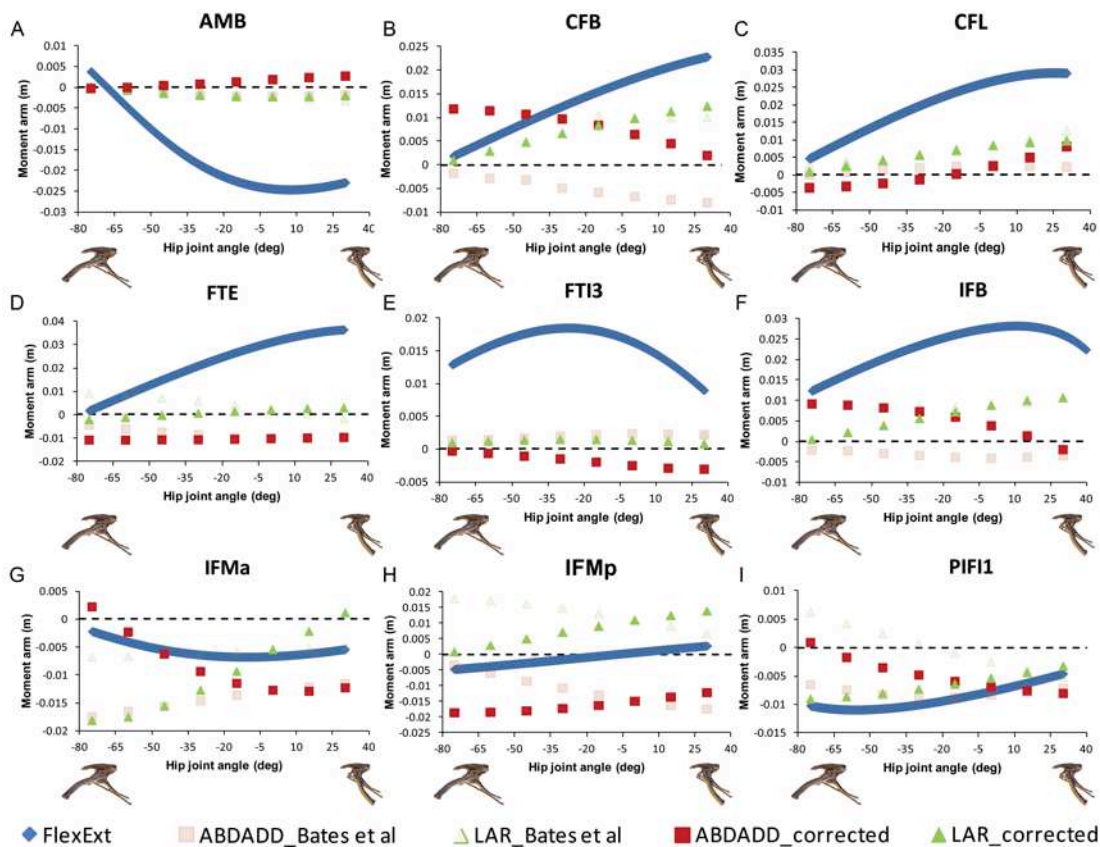 A
AMB
Moment arm (m)
0.01
0.005
0
-0.005
-0.01
-0.015
-0.02
-0.025
-0.03
-80 -65 -50 -35 -20 -5 10 25 40
Hip joint angle (deg)
B
CFB
Moment arm (m)
0.025
0.02
0.015
0.01
0.005
0
-0.005
-0.01
-80 -65 -50 -35 -20 -5 10 25 40
Hip joint angle (deg)
C
CFL
Moment arm (m)
0.035
0.03
0.025
0.02
0.015
0.01
0.005
0
-0.005
-0.01
-80 -65 -50 -35 -20 -5 10 25 40
Hip joint angle (deg)
D
FTE
Moment arm (m)
0.04
0.03
0.02
0.01
0
-0.01
-0.02
-80 -65 -50 -35 -20 -5 10 25 40
Hip joint angle (deg)
E
FTI3
Moment arm (m)
0.02
0.015
0.01
0.005
0
-0.005
-80 -65 -50 -35 -20 -5 10 25 40
Hip joint angle (deg)
F
IFB
Moment arm (m)
0.03
0.025
0.02
0.015
0.01
0.005
0
-0.005
-0.01
-80 -65 -50 -35 -20 -5 10 25 40
Hip joint angle (deg)
G
IFMa
Moment arm (m)
0.005
0
-0.005
-0.01
-0.015
-0.02
-80 -65 -50 -35 -20 -5 10 25 40
Hip joint angle (deg)
H
IFMp
Moment arm (m)
0.02
0.015
0.01
0.005
0
-0.005
-0.01
-0.015
-0.02
-0.025
-80 -65 -50 -35 -20 -5 10 25 40
Hip joint angle (deg)
I
PIFI1
Moment arm (m)
0.01
0.005
0
-0.005
-0.01
-0.015
-80 -65 -50 -35 -20 -5 10 25 40
Hip joint angle (deg)
FlexExt ABDADD_Bates et al LAR_Bates et al ABDADD_corrected LAR_corrected